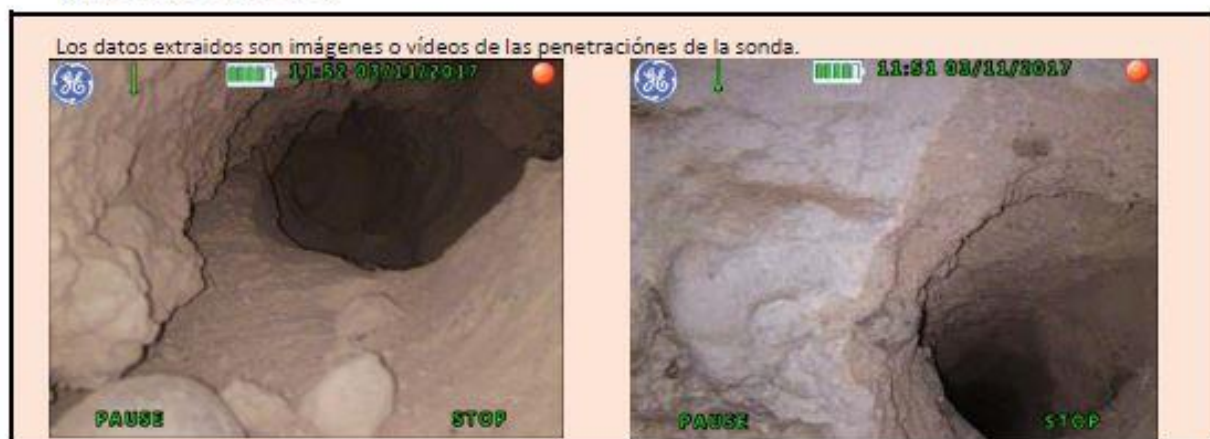 Los datos extraidos son imágenes o vídeos de las penetraciónes de la sonda.
11:52 03/11/2017
PAUSE STOP
11:51 03/11/2017
PAUSE STOP